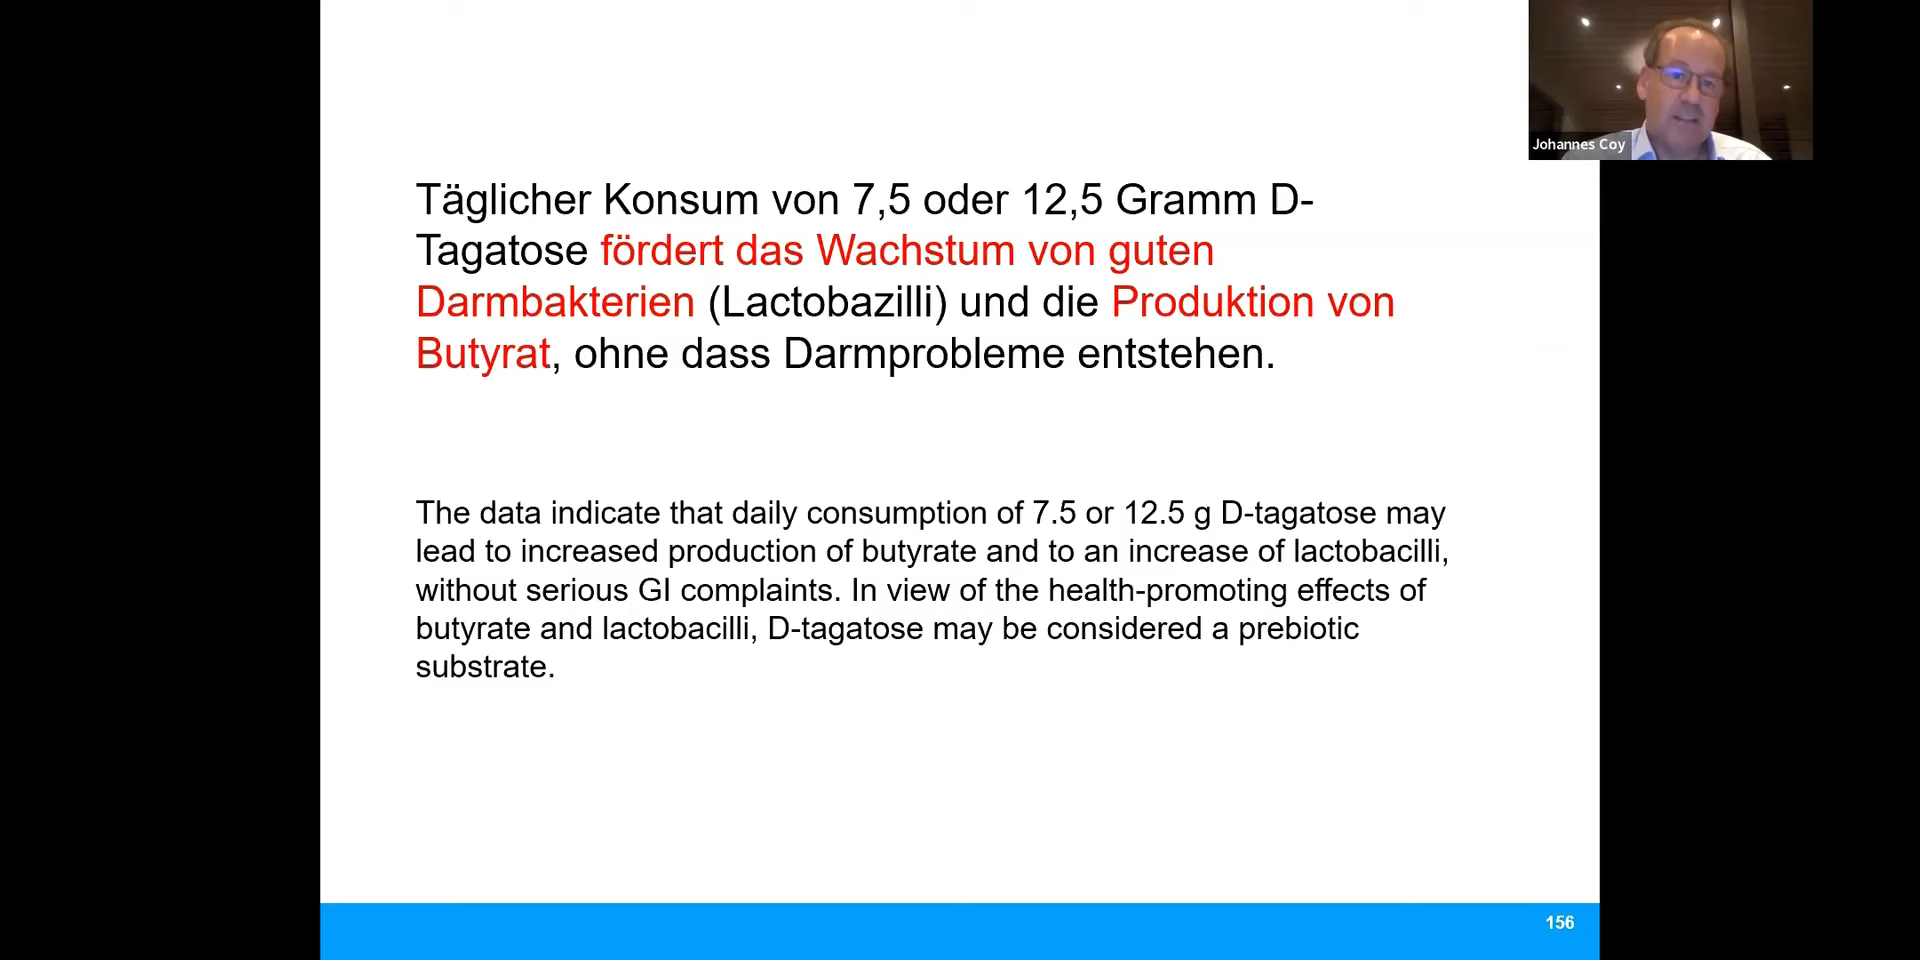 Johannes Coy
Täglicher Konsum von 7,5 oder 12,5 Gramm D-
Tagatose fördert das Wachstum von guten
Darmbakterien (Lactobazilli) und die Produktion von
Butyrat, ohne dass Darmprobleme entstehen.
The data indicate that daily consumption of 7.5 or 12.5 g D-tagatose may
lead to increased production of butyrate and to an increase of lactobacilli,
without serious GI complaints. In view of the health-promoting effects of
butyrate and lactobacilli, D-tagatose may be considered a prebiotic
substrate.
156